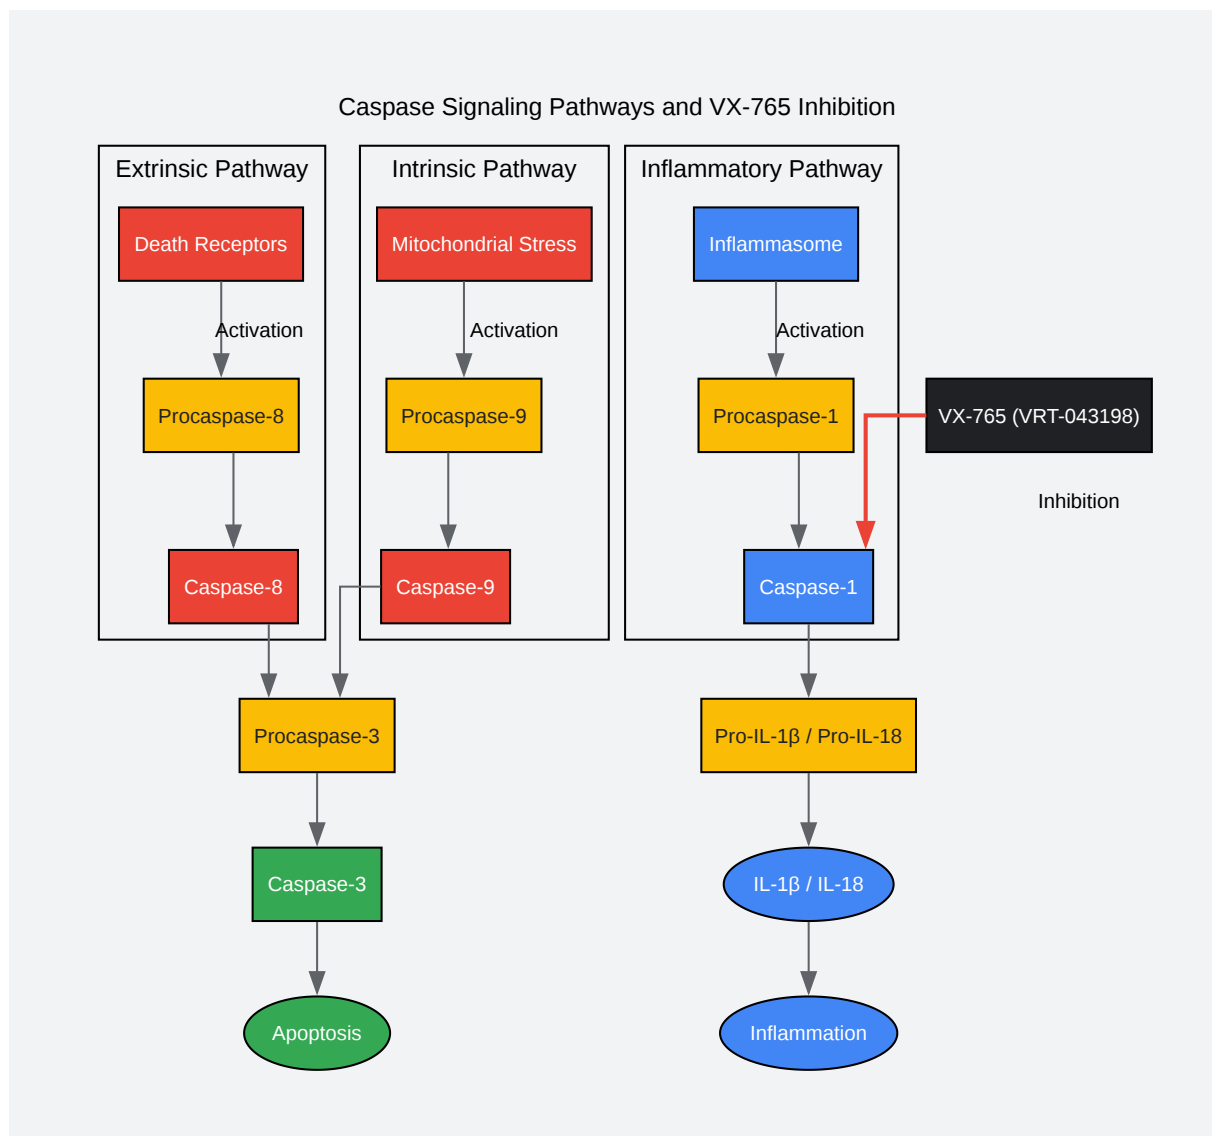 Caspase Signaling Pathways and VX-765 Inhibition
Extrinsic Pathway
Death Receptors
Activation
Procaspase-8
Caspase-8
Intrinsic Pathway
Mitochondrial Stress
Activation
Procaspase-9
Caspase-9
Inflammatory Pathway
Inflammasome
Activation
Procaspase-1
Caspase-1
VX-765 (VRT-043198)
Inhibition
Procaspase-3
Caspase-3
Apoptosis
Pro-IL-1β / Pro-IL-18
IL-1β / IL-18
Inflammation